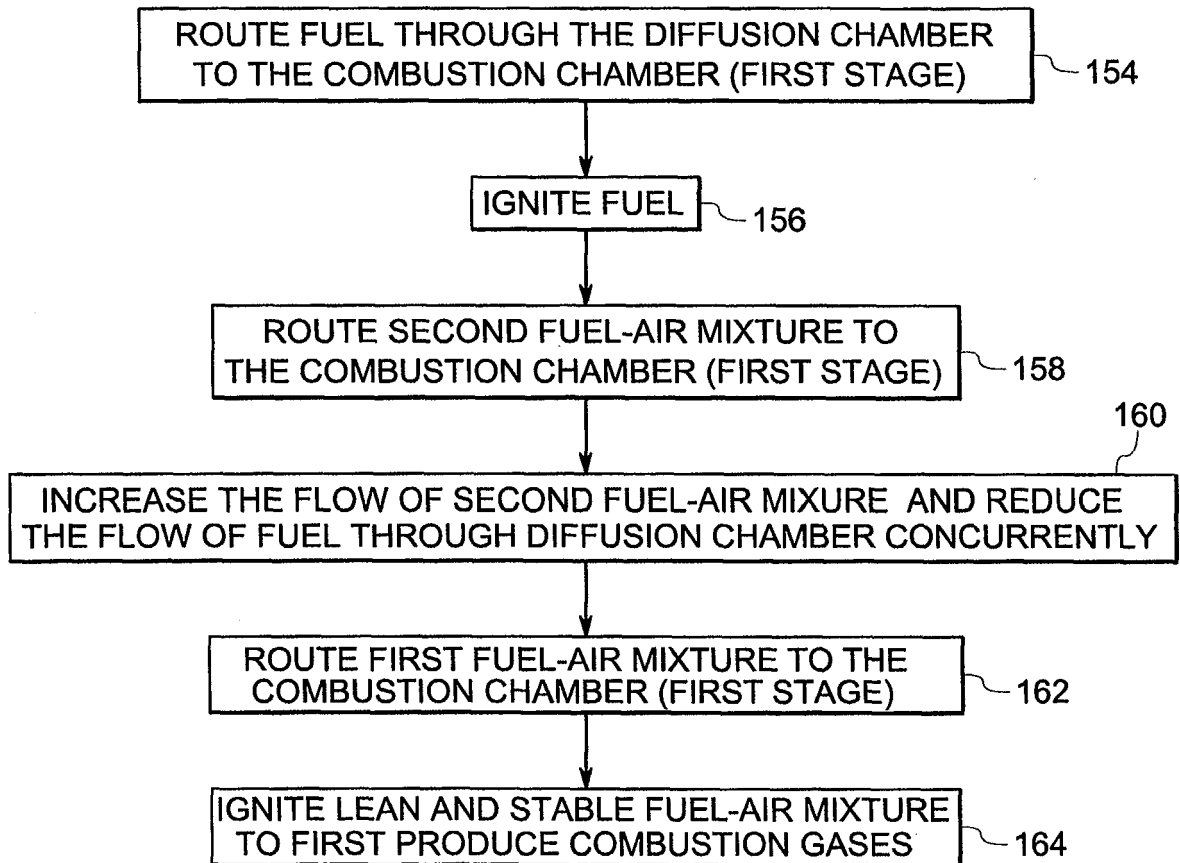 ROUTE FUEL THROUGH THE DIFFUSION CHAMBER
TO THE COMBUSTION CHAMBER (FIRST STAGE)
154
IGNITE FUEL
156
ROUTE SECOND FUEL-AIR MIXTURE TO
THE COMBUSTION CHAMBER (FIRST STAGE)
158
160
INCREASE THE FLOW OF SECOND FUEL-AIR MIXURE AND REDUCE
THE FLOW OF FUEL THROUGH DIFFUSION CHAMBER CONCURRENTLY
ROUTE FIRST FUEL-AIR MIXTURE TO THE
COMBUSTION CHAMBER (FIRST STAGE)
162
IGNITE LEAN AND STABLE FUEL-AIR MIXTURE
TO FIRST PRODUCE COMBUSTION GASES
164